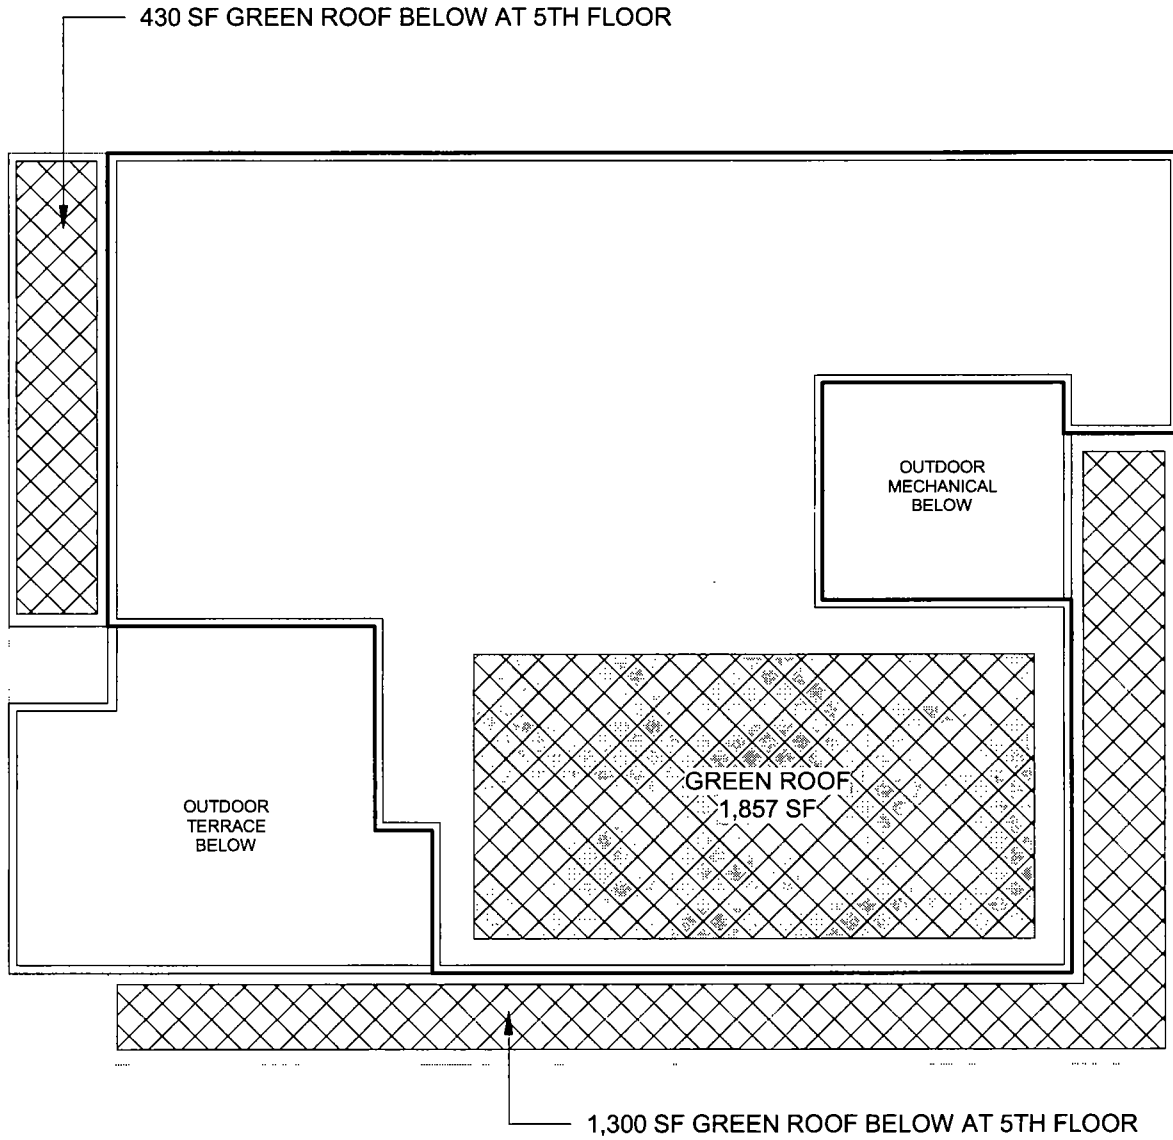 430 SF GREEN ROOF BELOW AT 5TH FLOOR
OUTDOOR
MECHANICAL
BELOW
GREEN ROOF
1,857 SF
OUTDOOR
TERRACE
BELOW
1,300 SF GREEN ROOF BELOW AT 5TH FLOOR